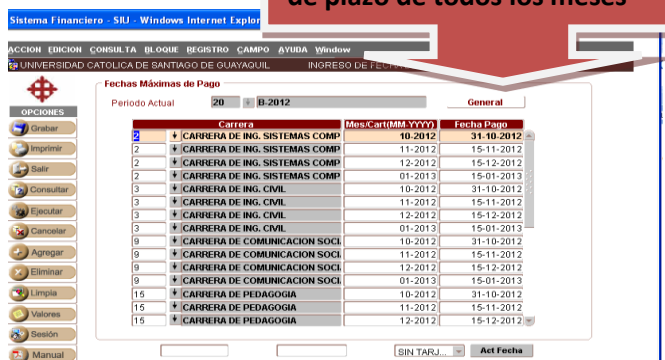 de plazo de todos los meses
Sistema Financiero - SIU - Windows Internet Explor
ACCION EDICION CONSULTA BLOQUE REGISTRO CAMPO AYUDA Window
UNIVERSIDAD CATOLICA DE SANTIAGO DE GUAYAQUIL INGRESO DE FECHA
Fechas Máximas de Pago
Periodo Actual 20 B-2012 General
OPCIONES
Grabar
Imprimir
Salir
Consultar
Ejecutar
Cancelar
Agregar
Eliminar
Limpia
Valores
Sesión
Manual
Carrera Mes/Cart(MM-YYYY) Fecha Pago
2 CARRERA DE ING. SISTEMAS COMP 10-2012 31-10-2012
2 CARRERA DE ING. SISTEMAS COMP 11-2012 15-11-2012
2 CARRERA DE ING. SISTEMAS COMP 12-2012 15-12-2012
2 CARRERA DE ING. SISTEMAS COMP 01-2013 15-01-2013
3 CARRERA DE ING. CIVIL 10-2012 31-10-2012
3 CARRERA DE ING. CIVIL 11-2012 15-11-2012
3 CARRERA DE ING. CIVIL 12-2012 15-12-2012
3 CARRERA DE ING. CIVIL 01-2013 15-01-2013
9 CARRERA DE COMUNICACION SOCI. 10-2012 31-10-2012
9 CARRERA DE COMUNICACION SOCI. 11-2012 15-11-2012
9 CARRERA DE COMUNICACION SOCI. 12-2012 15-12-2012
9 CARRERA DE COMUNICACION SOCI. 01-2013 15-01-2013
15 CARRERA DE PEDAGOGIA 10-2012 31-10-2012
15 CARRERA DE PEDAGOGIA 11-2012 15-11-2012
15 CARRERA DE PEDAGOGIA 12-2012 15-12-2012
SIN TARJ... Act Fecha